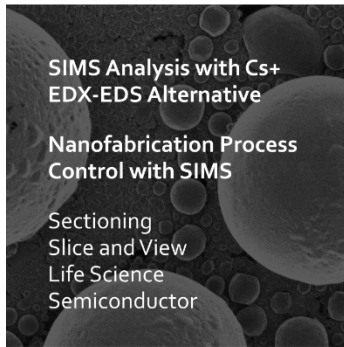 SIMS Analysis with Cs+
EDX-EDS Alternative
Nanofabrication Process
Control with SIMS
Sectioning
Slice and View
Life Science
Semiconductor